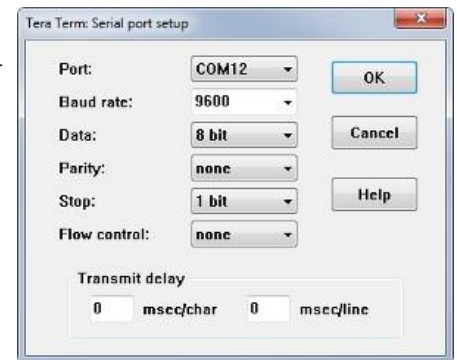 Tera Term: Serial port setup
Port: COM12 OK
Baud rate: 9600
Data: 8 bit Cancel
Parity: none
Stop: 1 bit Help
Flow control: none
Transmit delay
0 msec/char 0 msec/line